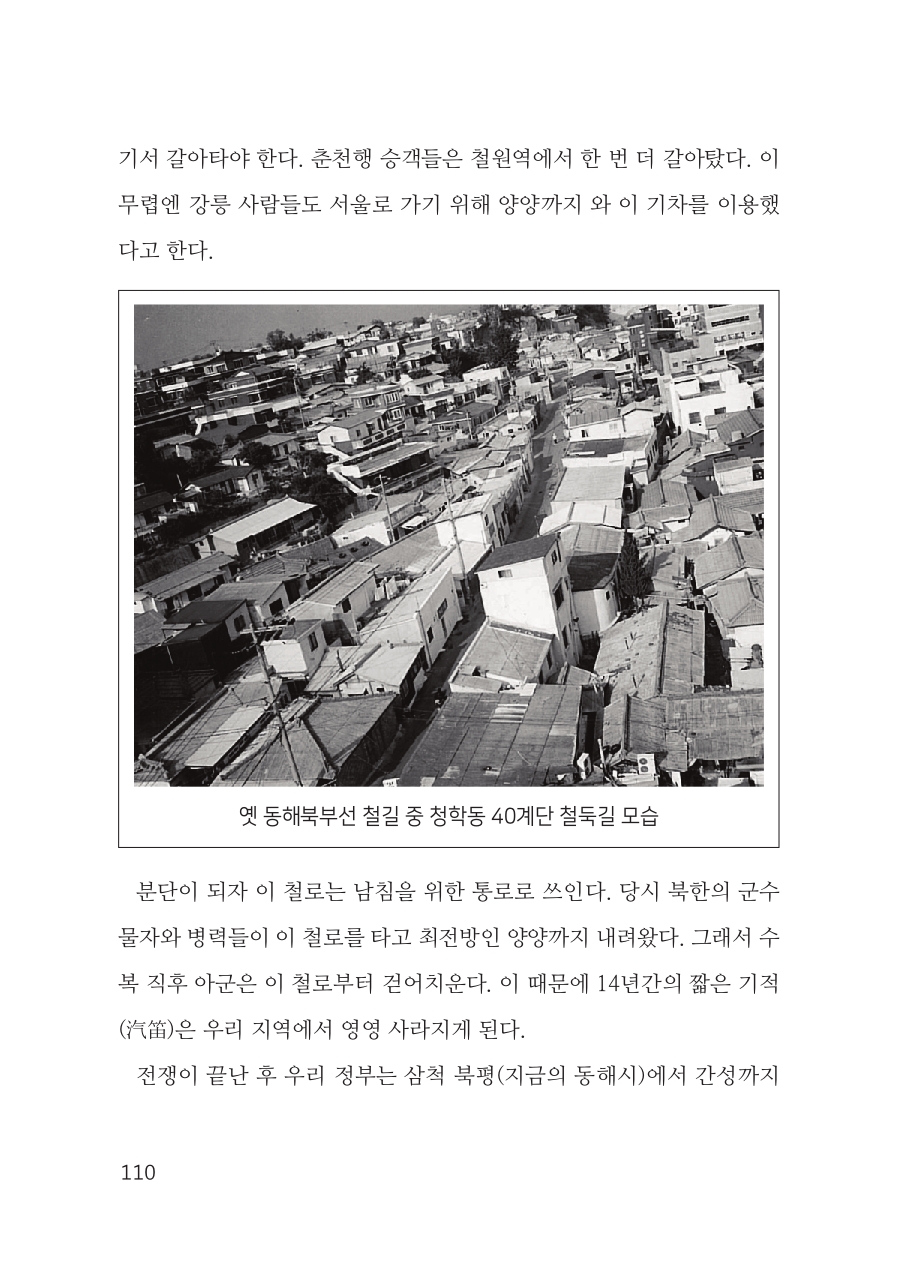 기서 갈아타야 한다. 춘천행 승객들은 철원역에서 한 번 더 갈아탔다. 이
무렵엔 강릉 사람들도 서울로 가기 위해 양양까지 와 이 기차를 이용했
다고 한다.
옛 동해북부선 철길 중 청학동 40계단 철둑길 모습
분단이 되자 이 철로는 남침을 위한 통로로 쓰인다. 당시 북한의 군수
물자와 병력들이 이 철로를 타고 최전방인 양양까지 내려왔다. 그래서 수
복 직후 아군은 이 철로부터 걷어치운다. 이 때문에 14년간의 짧은 기적
(汽笛)은 우리 지역에서 영영 사라지게 된다.
전쟁이 끝난 후 우리 정부는 삼척 북평(지금의 동해시)에서 간성까지
110